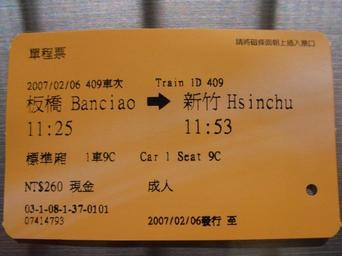 請將磁條面朝上插入票口
單程票
2007/02/06 409車次 Train ID 409
板橋 Banciao ➡ 新竹 Hsinchu
11:25 11:53
標準廂 1車9C Car 1 Seat 9C
NT$260 現金 成人
03-1-08-1-37-0101
07414793 2007/02/06發行 至